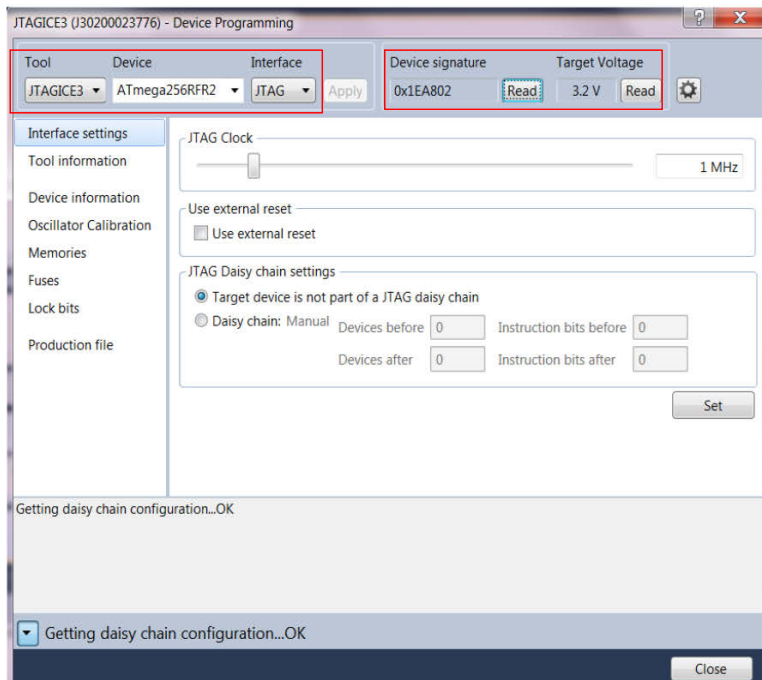 JTAGICE3 (J30200023776) - Device Programming
Tool Device Interface Device signature Target Voltage
JTAGICE3 ATmega256RFR2 JTAG Apply 0x1EA802 Read 3.2 V Read
Interface settings
Tool information
Device information
Oscillator Calibration
Memories
Fuses
Lock bits
Production file
JTAG Clock
1 MHz
Use external reset
Use external reset
JTAG Daisy chain settings
Target device is not part of a JTAG daisy chain
Daisy chain: Manual Devices before 0 Instruction bits before 0
Devices after 0 Instruction bits after 0
Set
Getting daisy chain configuration...OK
Getting daisy chain configuration...OK
Close